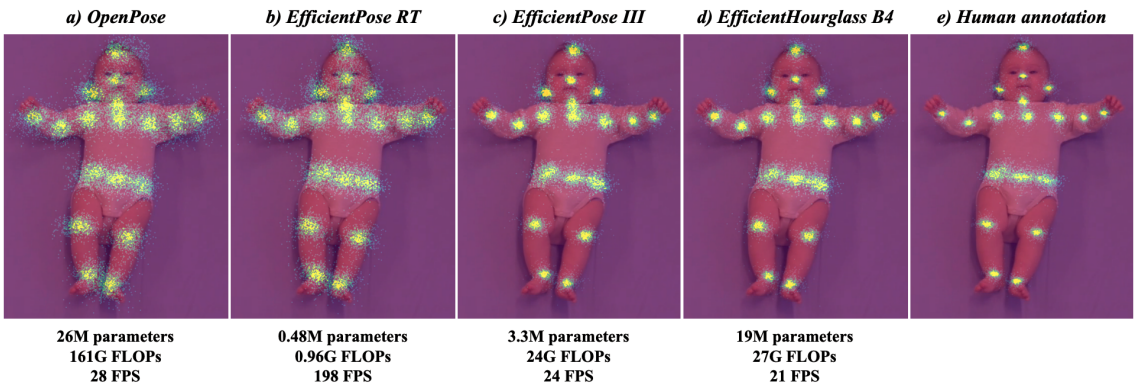 a) OpenPose
b) EfficientPose RT
c) EfficientPose III
d) EfficientHourglass B4
e) Human annotation
26M parameters
161G FLOPs
28 FPS
0.48M parameters
0.96G FLOPs
198 FPS
3.3M parameters
24G FLOPs
24 FPS
19M parameters
27G FLOPs
21 FPS